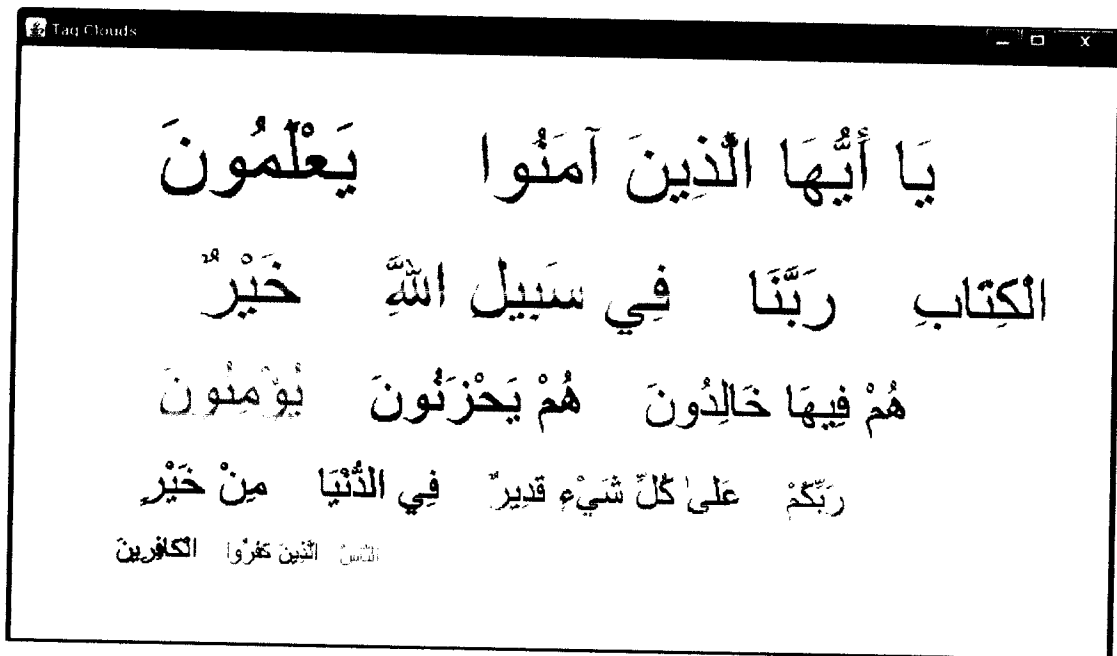 Tag Clouds
يَا أَيُّهَا الَّذِينَ آمَنُوا يَعْلَمُونَ
الْكِتَابِ رَبَّنَا فِي سَبِيلِ اللَّهِ خَيْرٌ
هُمْ فِيهَا خَالِدُونَ هُمْ يَحْزَنُونَ يُؤْمِنُونَ
رَبِّكُمْ عَلَىٰ كُلِّ شَيْءٍ قَدِيرٌ فِي الدُّنْيَا مِنْ خَيْرٍ
النَّاسُ الَّذِينَ كَفَرُوا الْكَافِرِينَ